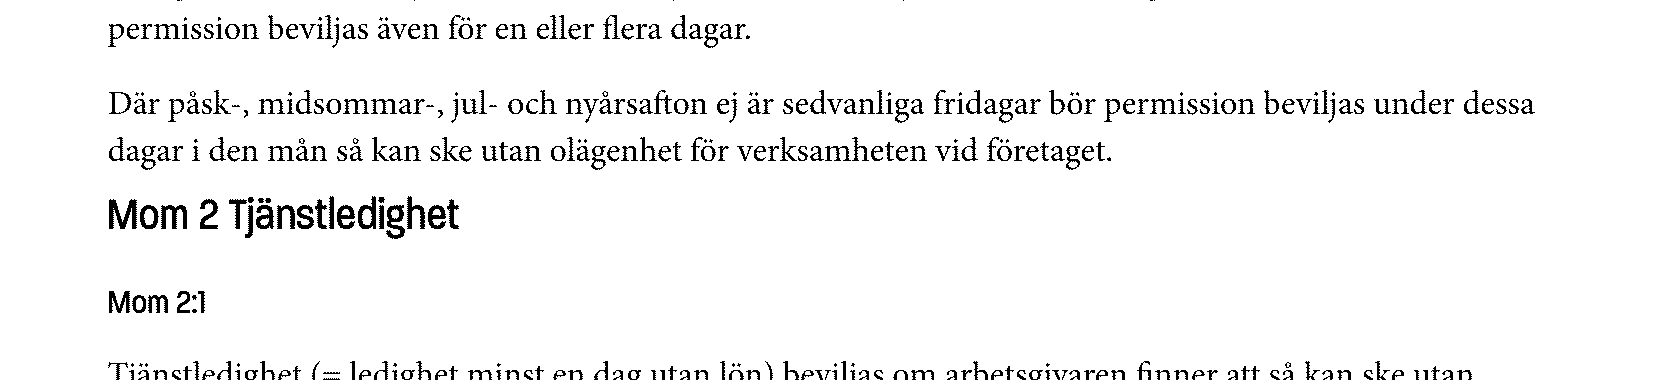 permission beviljas även för en eller flera dagar.
Där påsk-, midsommar-, jul- och nyårsafton ej är sedvanliga fridagar bör permission beviljas under dessa
dagar i den mån så kan ske utan olägenhet för verksamheten vid företaget.
Mom 2 Tjänstledighet
Mom 2:1
Tjänstledighet (= ledighet minst en dag utan lön) beviljas om arbetsgivaren finner att så kan ske utan